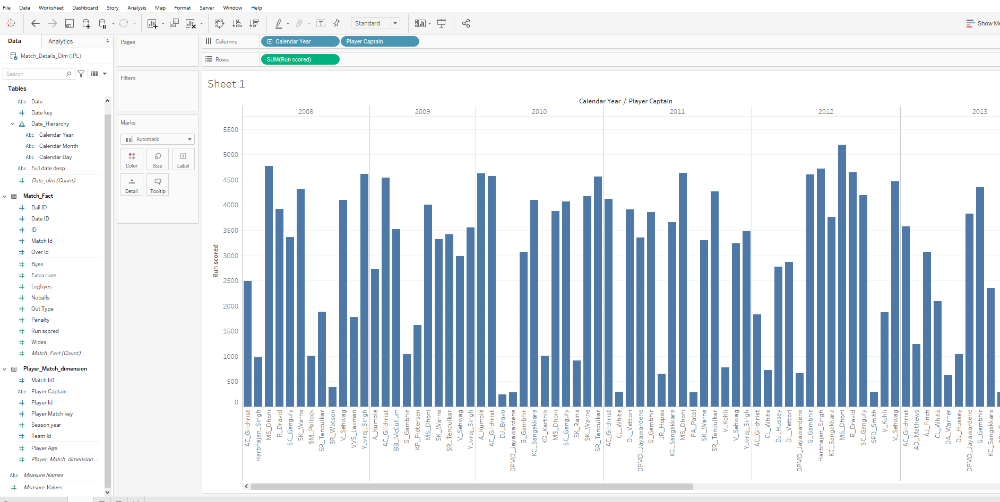 File Data Worksheet Dashboard Story Analysis Map Format Server Window Help
Standard
Show Me
Data
Analytics
Match_Details_Dim (IPL)
Search
Tables
Abc Date
# Date key
Date_Hierarchy
Abc Calendar Year
Abc Calendar Month
Abc Calendar Day
Abc Full date desp
# Date_dim (Count)
Match_Fact
# Ball ID
# Date ID
# ID
# Match Id
# Over id
# Byes
# Extra runs
# Legbyes
# Noballs
# Out Type
# Penalty
# Run scored
# Wides
# Match_Fact (Count)
Player_Match_dimension
# Match Id1
Abc Player Captain
# Player Id
# Player Match key
# Season year
# Team Id
# Player Age
# Player_Match_dimension ...
Abc Measure Names
# Measure Values
Pages
Filters
Marks
Automatic
Color Size Label
Detail Tooltip
Columns Calendar Year Player Captain
Rows SUM(Run scored)
Sheet 1
Calendar Year / Player Captain
2008 2009 2010 2011 2012 2013
5500
5000
4500
4000
3500
3000
2500
2000
1500
1000
500
0
Run scored
AC_Gilchrist
Harbhajan_Singh
MS_Dhoni
R_Dravid
SC_Ganguly
SK_Warne
SM_Pollock
SR_Tendulkar
SR_Watson
V_Sehwag
VVS_Laxman
Yuvraj_Singh
A_Kumble
AC_Gilchrist
BB_McCullum
G_Gambhir
KP_Pietersen
MS_Dhoni
SK_Warne
SR_Tendulkar
V_Sehwag
Yuvraj_Singh
A_Kumble
AC_Gilchrist
DJ_Bravo
DPMD_Jayawardene
G_Gambhir
KC_Sangakkara
KD_Karthik
MS_Dhoni
SC_Ganguly
SK_Raina
SK_Warne
SR_Tendulkar
AC_Gilchrist
CL_White
DL_Vettori
DPMD_Jayawardene
G_Gambhir
JR_Hopes
KC_Sangakkara
MS_Dhoni
PA_Patel
SK_Warne
SR_Tendulkar
V_Kohli
V_Sehwag
Yuvraj_Singh
AC_Gilchrist
CL_White
DJ_Hussey
DL_Vettori
DPMD_Jayawardene
G_Gambhir
Harbhajan_Singh
KC_Sangakkara
MS_Dhoni
R_Dravid
SC_Ganguly
SPD_Smith
V_Kohli
V_Sehwag
AC_Gilchrist
AD_Mathews
AJ_Finch
CL_White
DA_Warner
DJ_Hussey
DPMD_Jayawardene
G_Gambhir
KC_Sangakkara